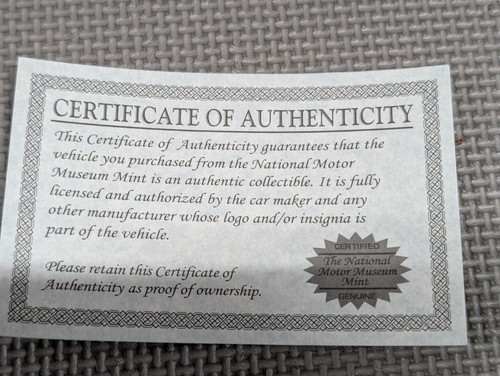 CERTIFICATE OF AUTHENTICITY
This Certificate of Authenticity guarantees that the
vehicle you purchased from the National Motor
Museum Mint is an authentic collectible. It is fully
licensed and authorized by the car maker and any
other manufacturer whose logo and/or insignia is
part of the vehicle.
Please retain this Certificate of
Authenticity as proof of ownership.
CERTIFIED
The National
Motor Museum
Mint
GENUINE